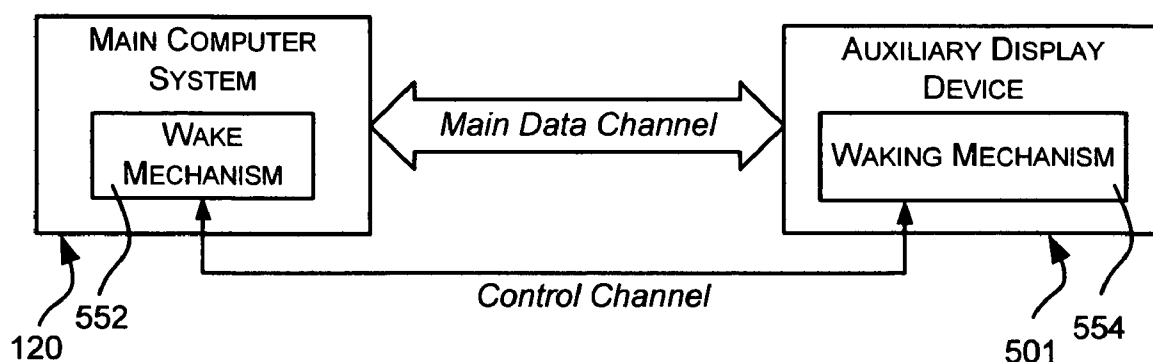 MAIN COMPUTER
SYSTEM
WAKE
MECHANISM
Main Data Channel
AUXILIARY DISPLAY
DEVICE
WAKING MECHANISM
Control Channel
552
120
554
501